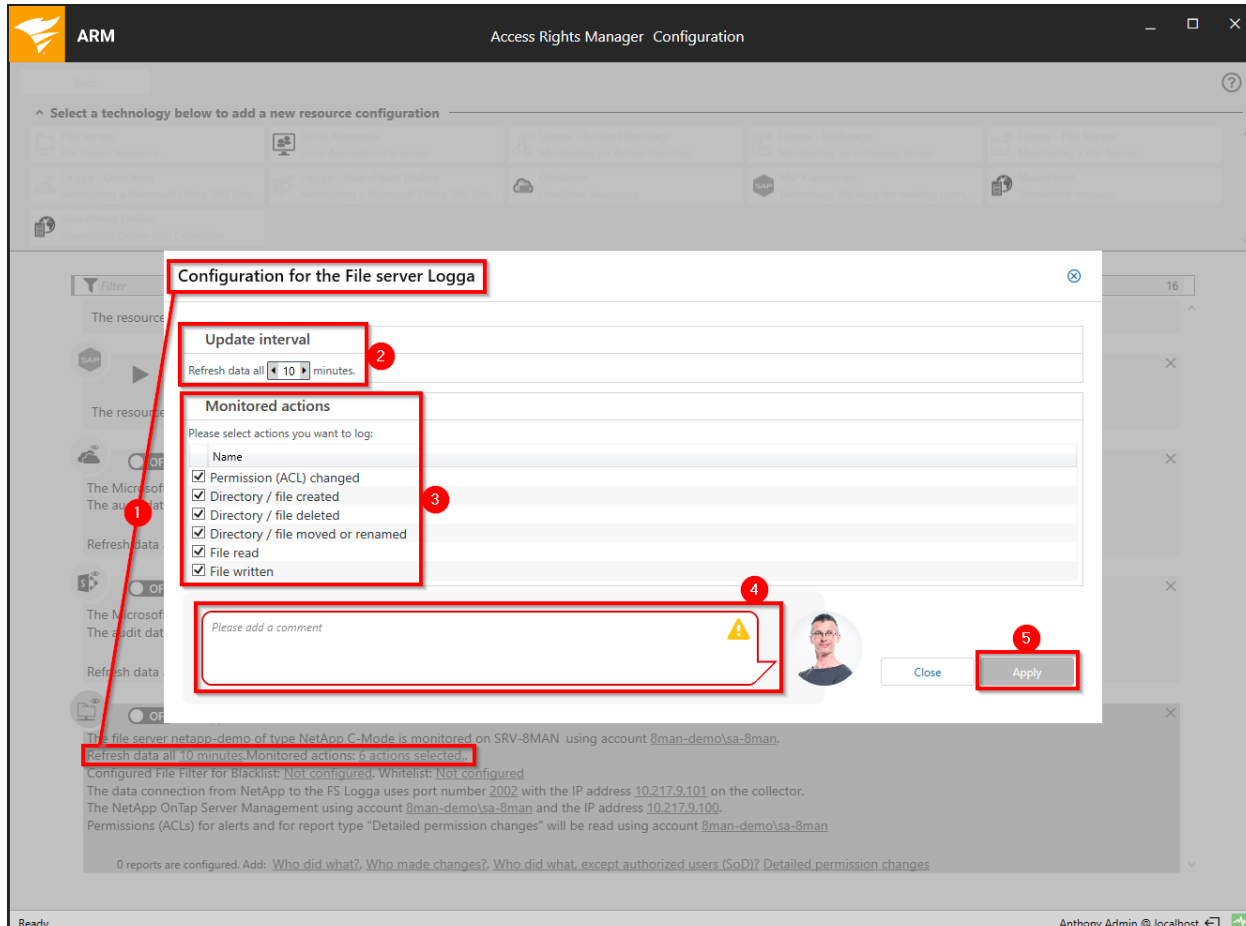 ARM
Access Rights Manager Configuration
Select a technology below to add a new resource configuration
Filter
16
The resource
Configuration for the File server Logga
Update interval
Refresh data all 10 minutes.
2
Monitored actions
Please select actions you want to log:
Name
Permission (ACL) changed
Directory / file created
3
Directory / file deleted
Directory / file moved or renamed
File read
File written
SAP
SAP
The resource
OF
The Microsof
The au dat
1
Refresh data
OF
The Microsof
The audit dat
Refresh data
4
Please add a comment
5
Close
Apply
OF
The file server netapp-demo of type NetApp C-Mode is monitored on SRV-8MAN using account 8man-demo\sa-8man.
Refresh data all 10 minutes.Monitored actions: 6 actions selected..
Configured File Filter for Blacklist: Not configured. Whitelist: Not configured
The data connection from NetApp to the FS Logga uses port number 2002 with the IP address 10.217.9.101 on the collector.
The NetApp OnTap Server Management using account 8man-demo\sa-8man and the IP address 10.217.9.100.
Permissions (ACLs) for alerts and for report type "Detailed permission changes" will be read using account 8man-demo\sa-8man
0 reports are configured. Add: Who did what?, Who made changes?, Who did what, except authorized users (SoD)? Detailed permission changes
Ready
Anthony Admin @ localhost